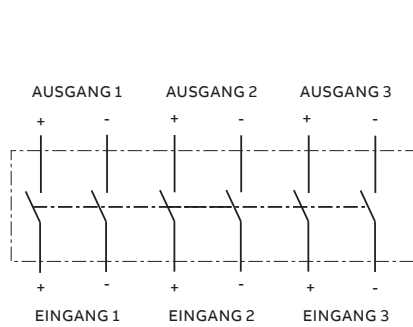 AUSGANG 1 AUSGANG 2 AUSGANG 3
+ - + - + -
+ - + - + -
EINGANG 1 EINGANG 2 EINGANG 3